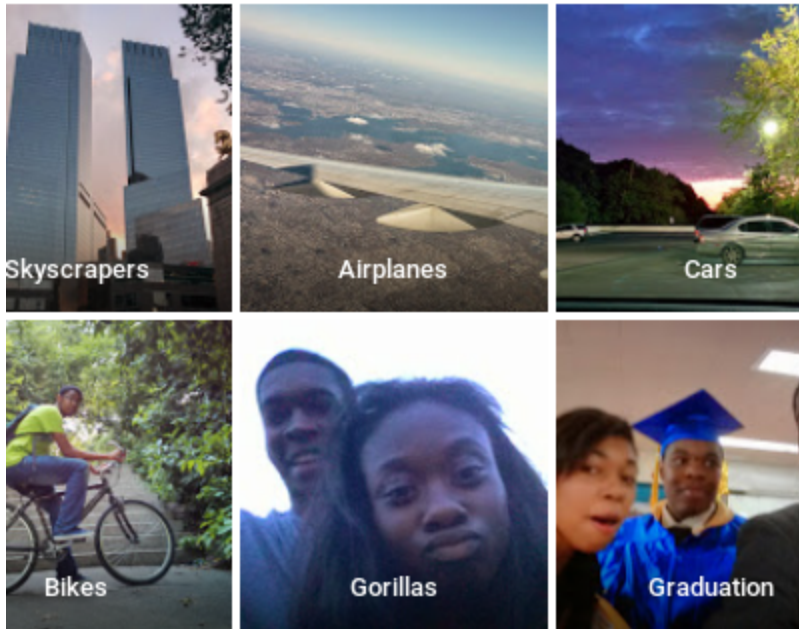 Skyscrapers
Airplanes
Cars
Bikes
Gorillas
Graduation